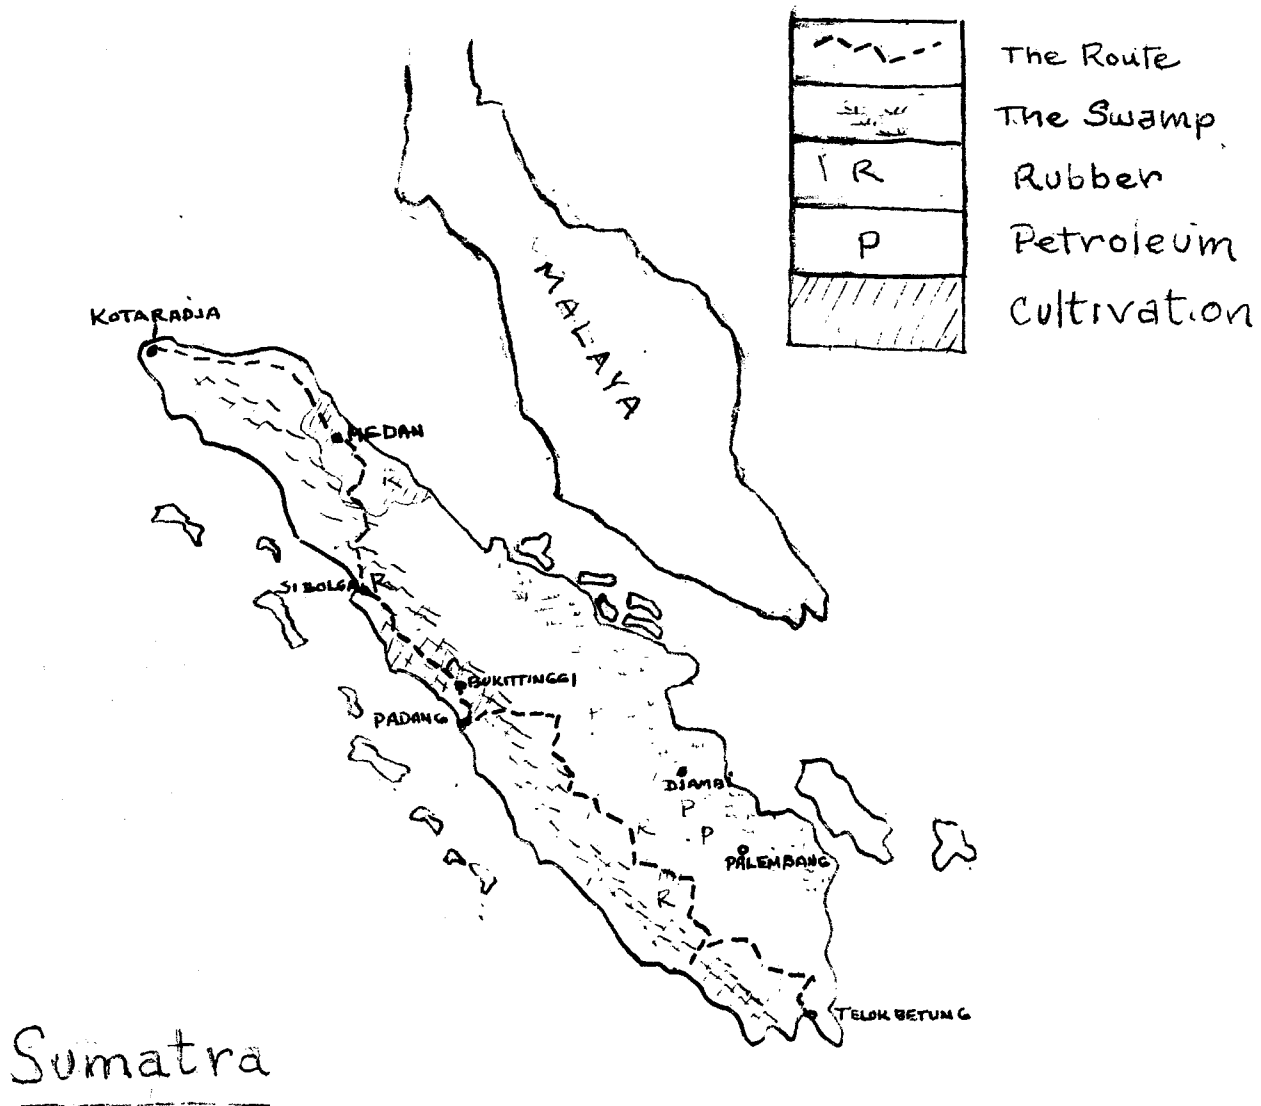 The Route
The Swamp
R Rubber
P Petroleum
Cultivation
MALAYA
KOTARADJA
MEDAN
R
SIBOLGA R
BUKITTINGGI
PADANG
DJAMBI
P
P
R
PALEMBANG
R
TELOK BETUNG
Sumatra